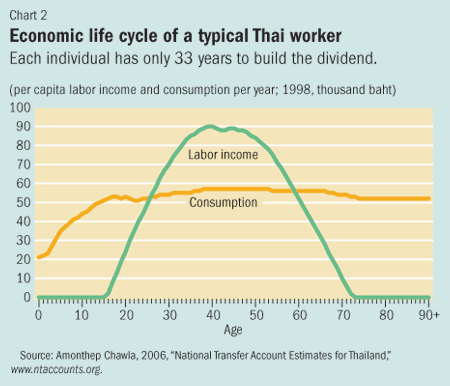 Chart 2
Economic life cycle of a typical Thai worker
Each individual has only 33 years to build the dividend.
(per capita labor income and consumption per year; 1998, thousand baht)
100
90
80
70
60
50
40
30
20
10
0
Labor income
Consumption
0 10 20 30 40 50 60 70 80 90+
Age
Source: Amonthep Chawla, 2006, “National Transfer Account Estimates for Thailand,”
www.ntaccounts.org.